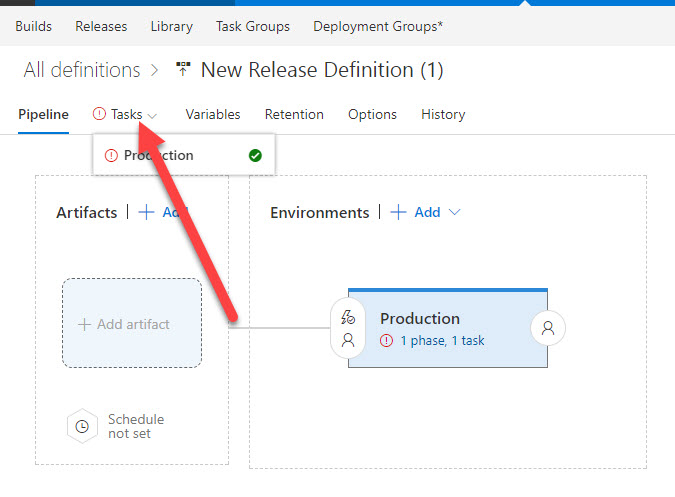 Builds Releases Library Task Groups Deployment Groups*
All definitions > New Release Definition (1)
Pipeline Tasks Variables Retention Options History
Production
Artifacts | + Add
Environments | + Add
+ Add artifact
Production
1 phase, 1 task
Schedule
not set